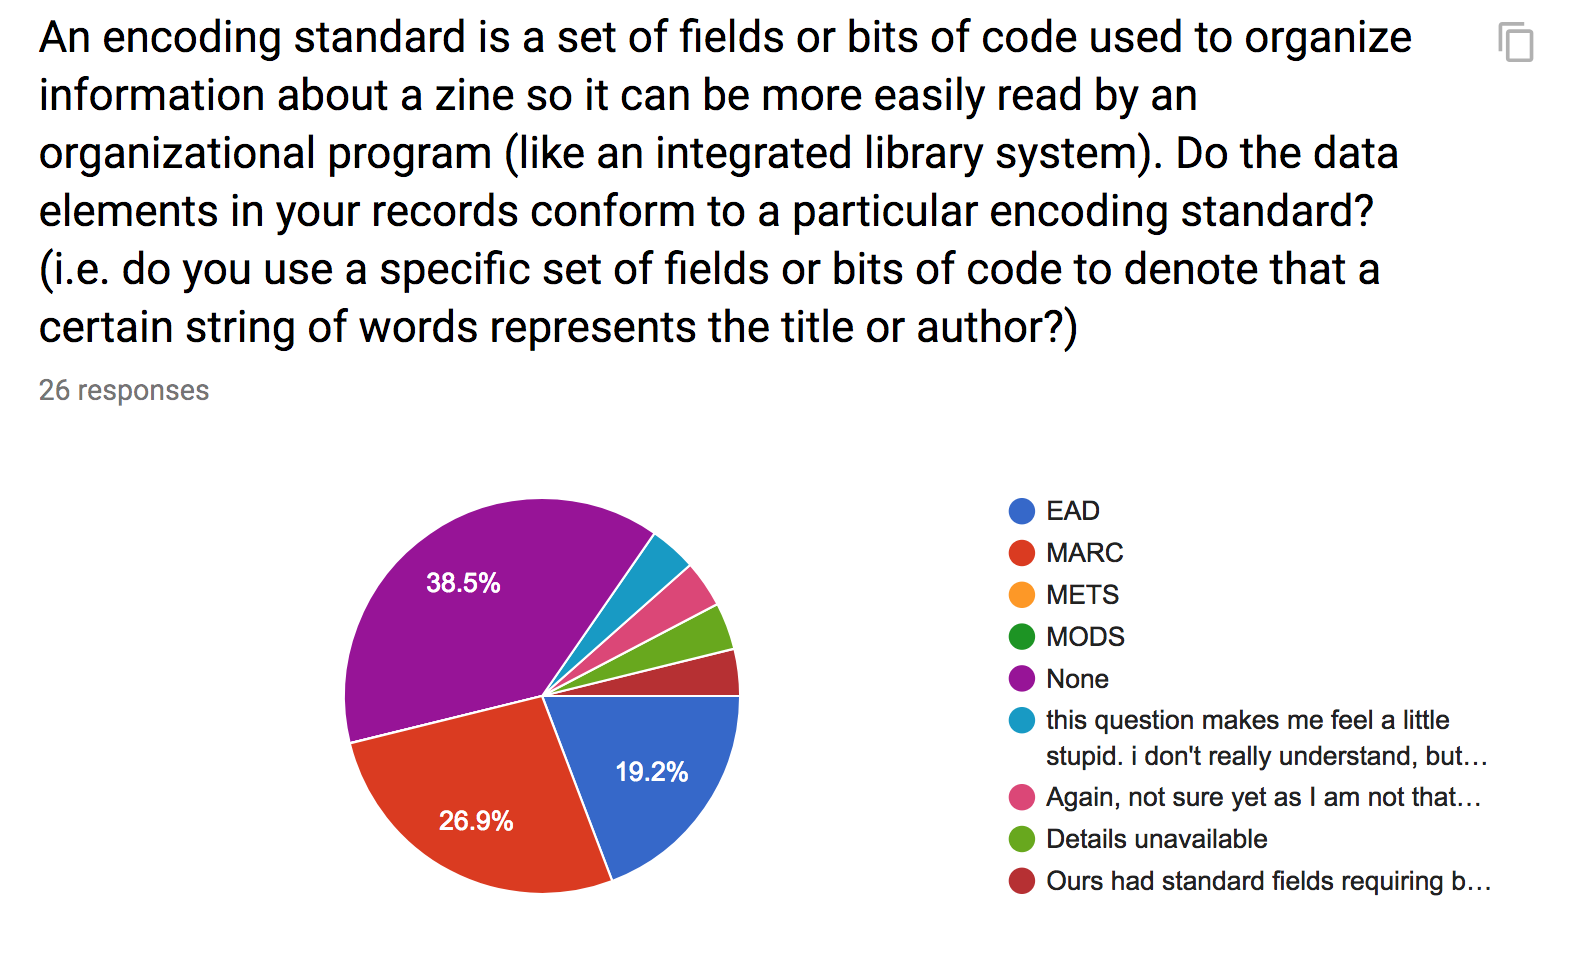 An encoding standard is a set of fields or bits of code used to organize
information about a zine so it can be more easily read by an
organizational program (like an integrated library system). Do the data
elements in your records conform to a particular encoding standard?
(i.e. do you use a specific set of fields or bits of code to denote that a
certain string of words represents the title or author?)
26 responses
38.5%
19.2%
26.9%
EAD
MARC
METS
MODS
None
this question makes me feel a little
stupid. i don't really understand, but...
Again, not sure yet as I am not that...
Details unavailable
Ours had standard fields requiring b...